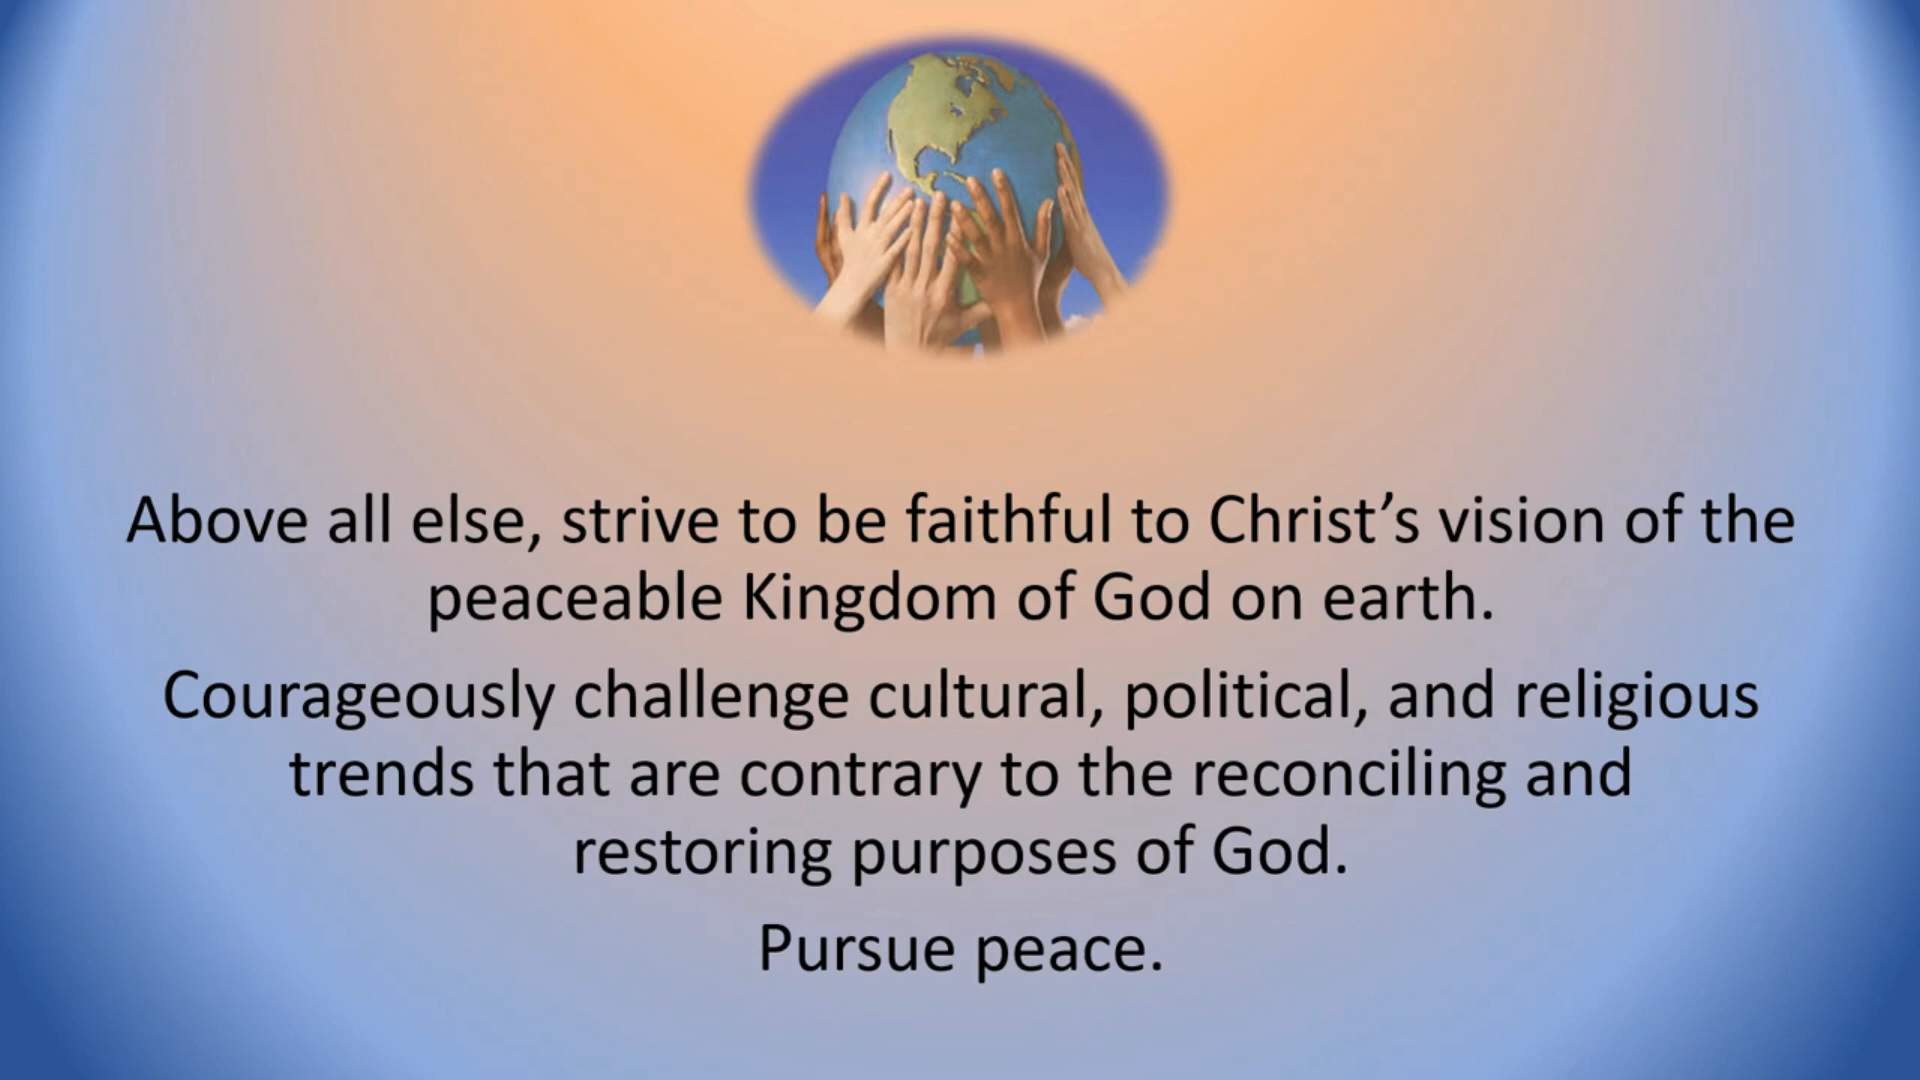 Above all else, strive to be faithful to Christ’s vision of the
peaceable Kingdom of God on earth.
Courageously challenge cultural, political, and religious
trends that are contrary to the reconciling and
restoring purposes of God.
Pursue peace.